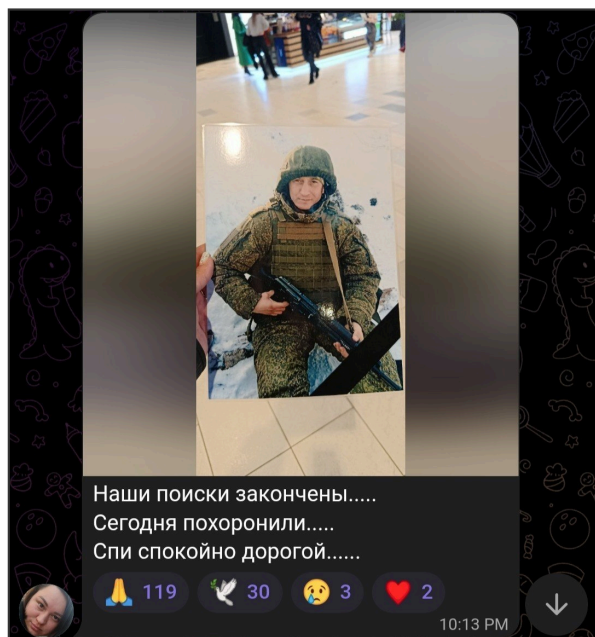 Наши поиски закончены.....
Сегодня похоронили.....
Спи спокойно дорогой......
119 30 3 2
10:13 PM